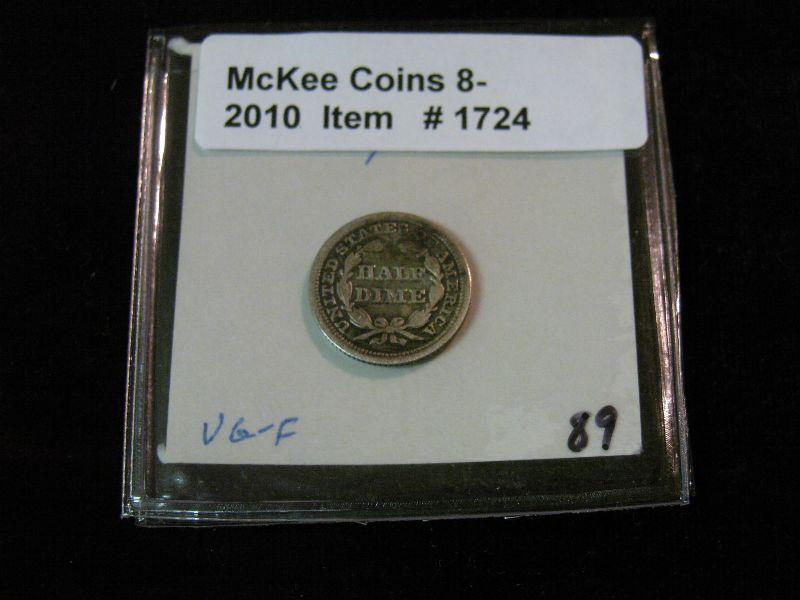 McKee Coins 8-
2010 Item # 1724
UNITED STATES OF AMERICA
HALF
DIME
VG-F
89